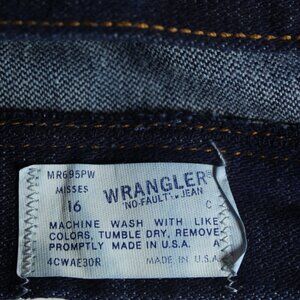 MR695PW
MISSES
16
WRANGLER
"NO-FAULT" JEAN
C
MACHINE WASH WITH LIKE
COLORS, TUMBLE DRY, REMOVE
PROMPTLY MADE IN U.S.A. A
4CWAE30R MADE IN U.S.A.